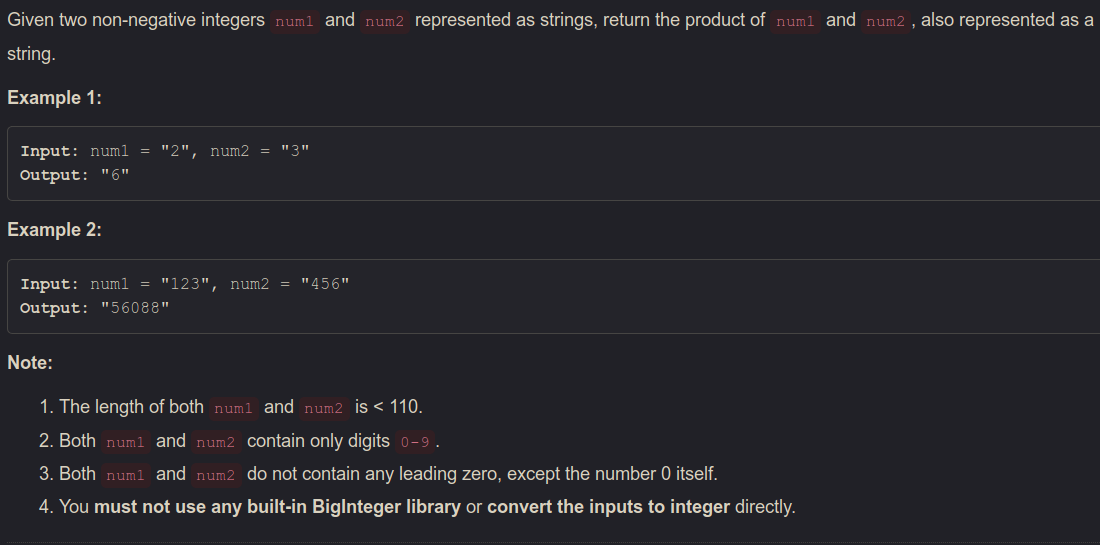 Given two non-negative integers num1 and num2 represented as strings, return the product of num1 and num2 , also represented as a
string.
Example 1:
Input: num1 = "2", num2 = "3"
Output: "6"
Example 2:
Input: num1 = "123", num2 = "456"
Output: "56088"
Note:
1. The length of both num1 and num2 is < 110.
2. Both num1 and num2 contain only digits 0-9 .
3. Both num1 and num2 do not contain any leading zero, except the number 0 itself.
4. You must not use any built-in BigInteger library or convert the inputs to integer directly.